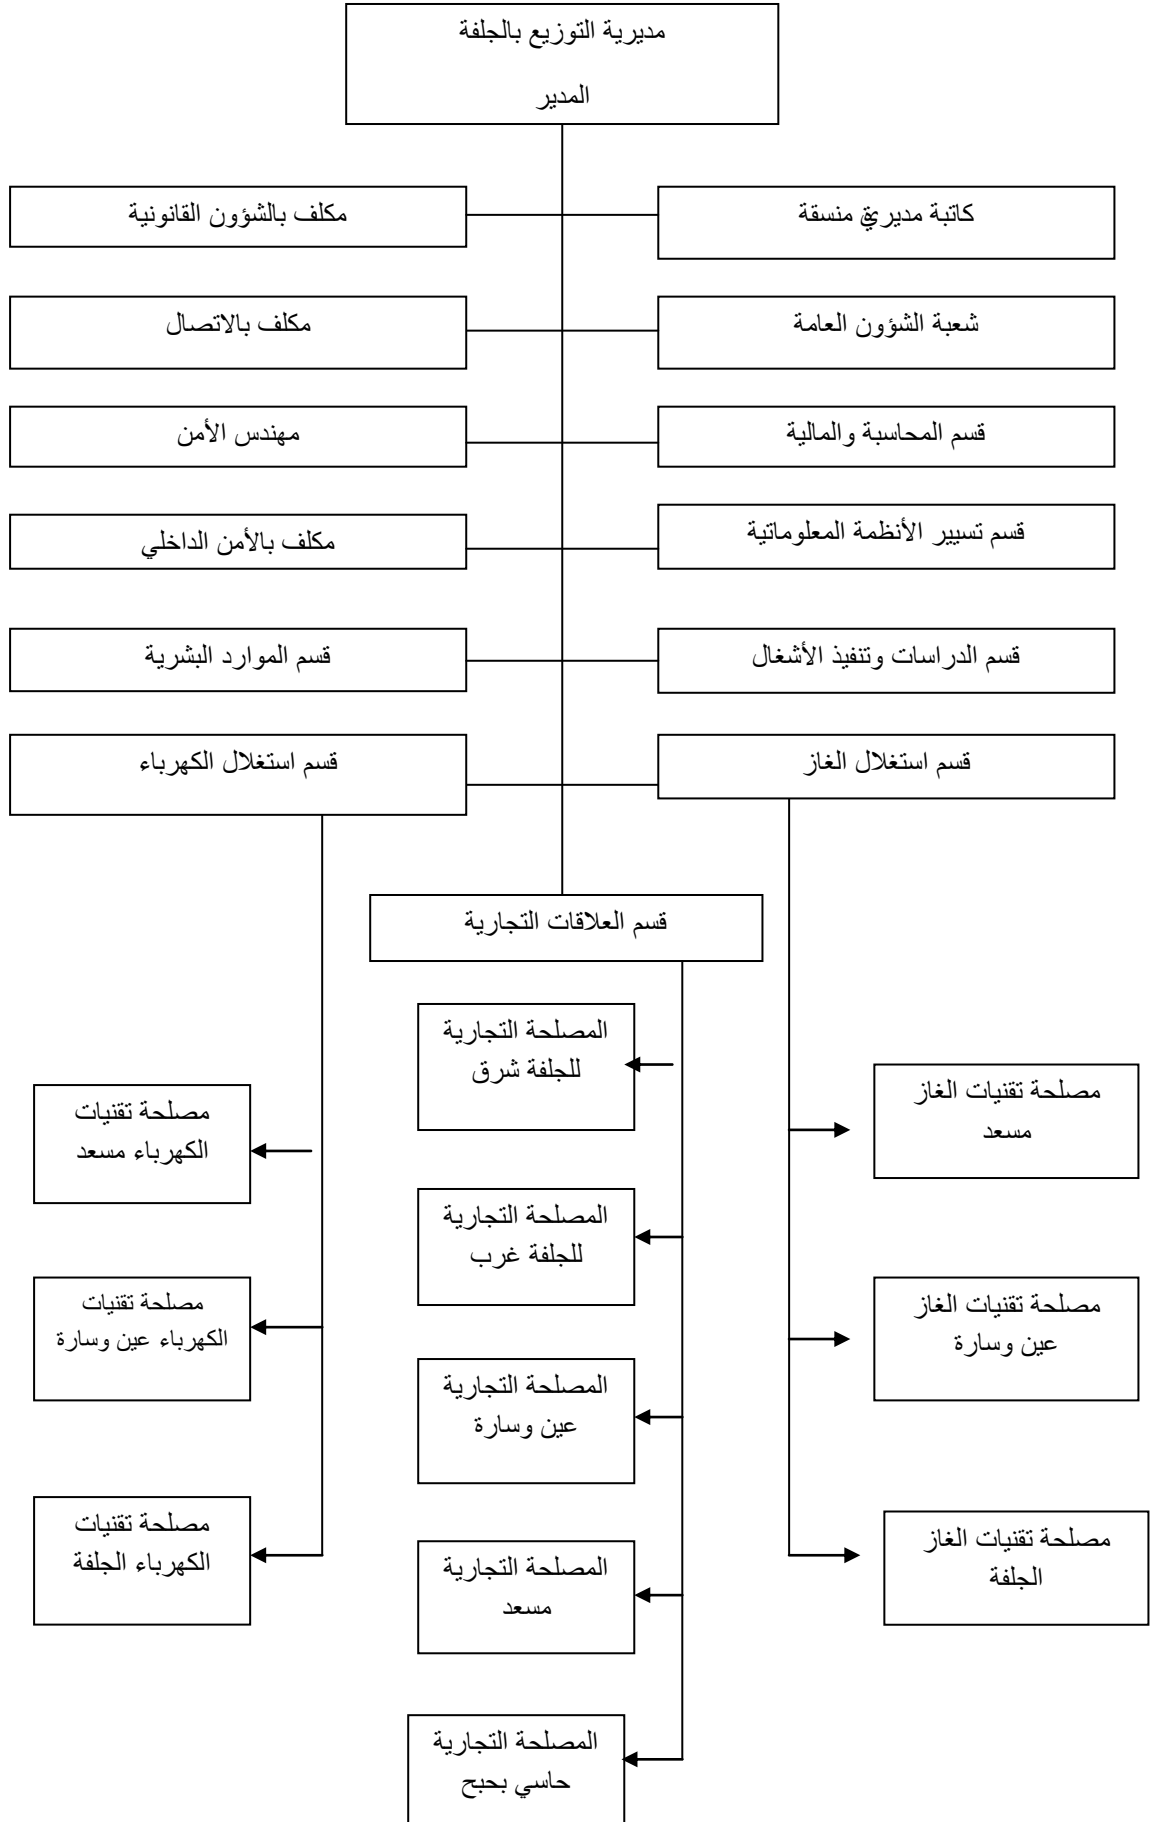 مديرية التوزيع بالجلفة
المدير
كاتبة مديرية منسقة
مكلف بالشؤون القانونية
شعبة الشؤون العامة
مكلف بالاتصال
قسم المحاسبة والمالية
مهندس الأمن
قسم تسيير الأنظمة المعلوماتية
مكلف بالأمن الداخلي
قسم الدراسات وتنفيذ الأشغال
قسم الموارد البشرية
قسم استغلال الغاز
قسم استغلال الكهرباء
قسم العلاقات التجارية
مصلحة تقنيات الغاز
مسعد
مصلحة تقنيات الغاز
عين وسارة
مصلحة تقنيات الغاز
الجلفة
المصلحة التجارية
للجلفة شرق
المصلحة التجارية
للجلفة غرب
المصلحة التجارية
عين وسارة
المصلحة التجارية
مسعد
المصلحة التجارية
حاسي بحبح
مصلحة تقنيات
الكهرباء مسعد
مصلحة تقنيات
الكهرباء عين وسارة
مصلحة تقنيات
الكهرباء الجلفة